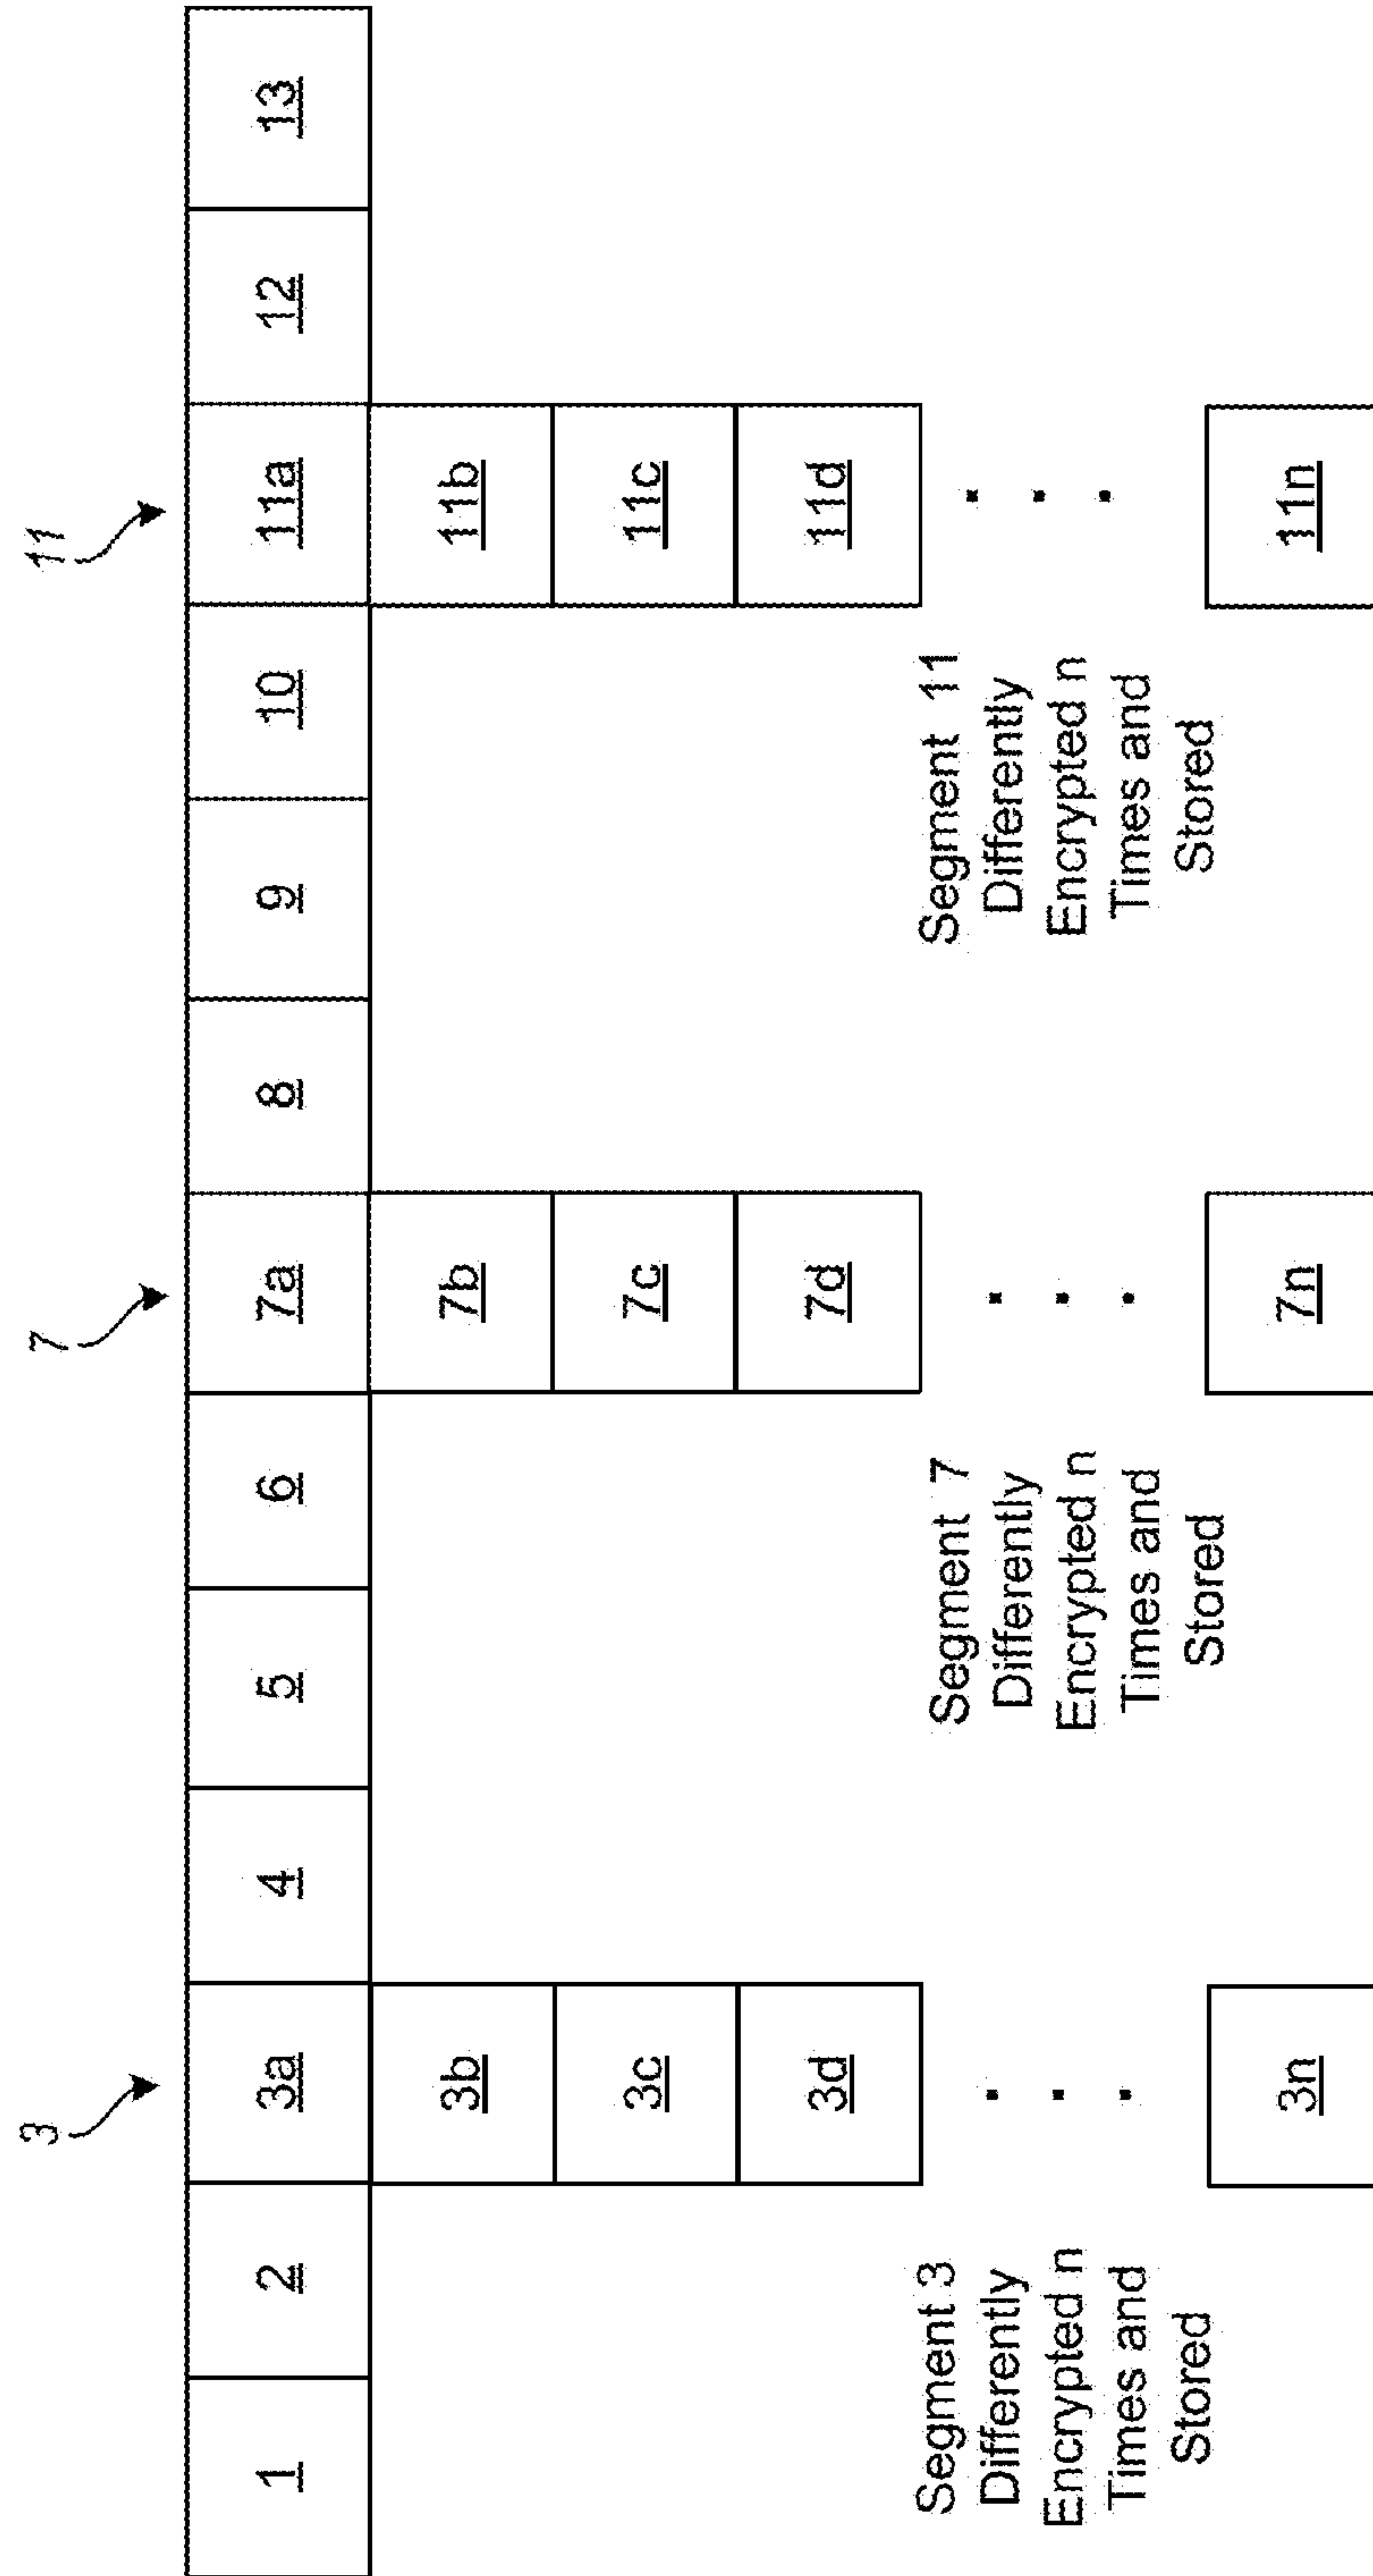 3
7
11
1
2
3a
4
5
6
7a
8
9
10
11a
12
13
3b
7b
11b
3c
7c
11c
3d
7d
11d
Segment 3
Differently
Encrypted n
Times and
Stored
Segment 7
Differently
Encrypted n
Times and
Stored
Segment 11
Differently
Encrypted n
Times and
Stored
3n
7n
11n